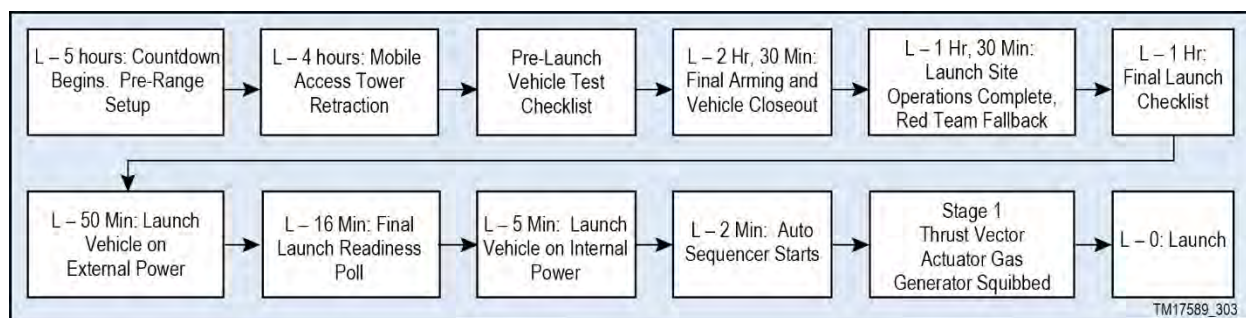 L – 5 hours: Countdown
Begins. Pre-Range
Setup
L – 4 hours: Mobile
Access Tower
Retraction
Pre-Launch
Vehicle Test
Checklist
L – 2 Hr, 30 Min:
Final Arming and
Vehicle Closeout
L – 1 Hr, 30 Min:
Launch Site
Operations Complete,
Red Team Fallback
L – 1 Hr:
Final Launch
Checklist
L – 50 Min: Launch
Vehicle on
External Power
L – 16 Min: Final
Launch Readiness
Poll
L – 5 Min: Launch
Vehicle on Internal
Power
L – 2 Min: Auto
Sequencer Starts
Stage 1
Thrust Vector
Actuator Gas
Generator Squibbed
L – 0: Launch
TM17589_303